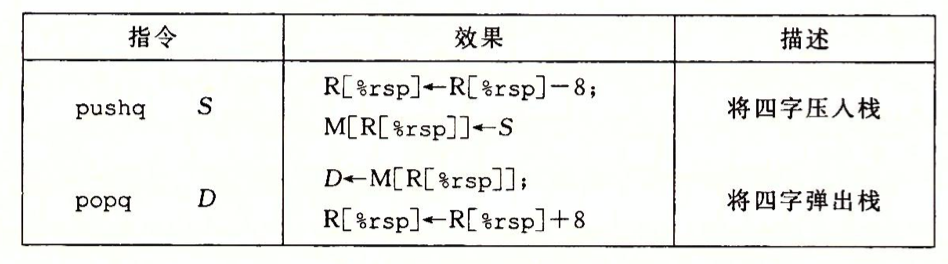 指令 效果 描述
pushq S R[%rsp]←R[%rsp]−8; 将四字压入栈
M[R[%rsp]]←S
popq D D←M[R[%rsp]]; 将四字弹出栈
R[%rsp]←R[%rsp]+8